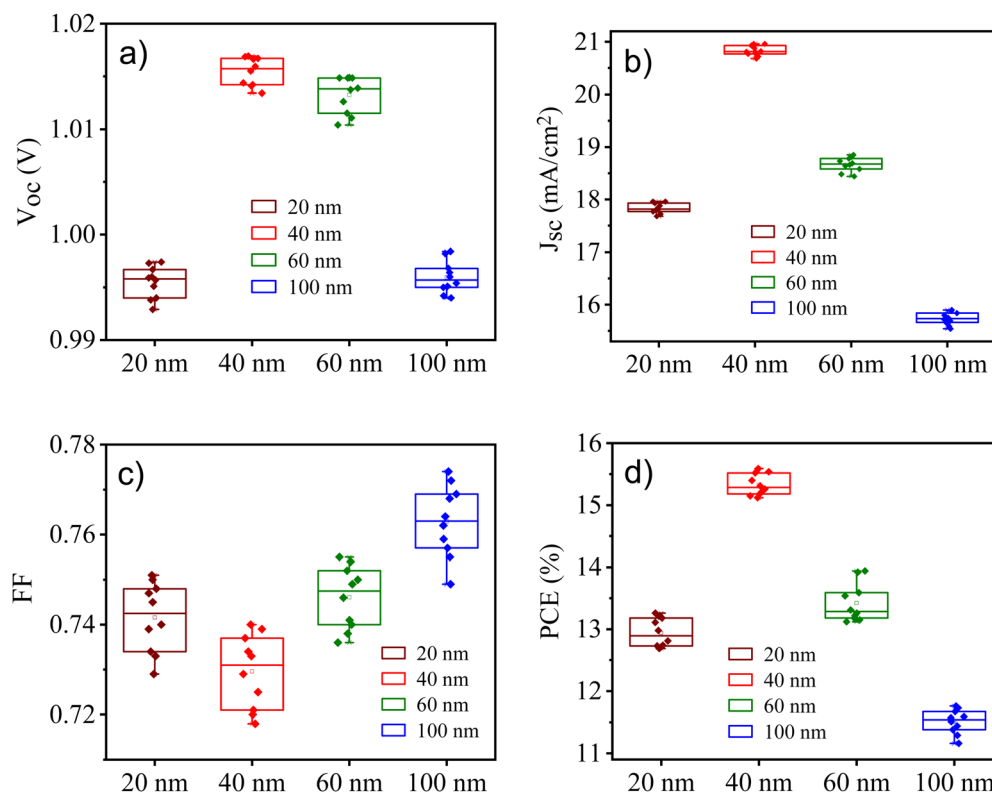 a)
1.02
1.01
1.00
0.99
V_OC (V)
20 nm
40 nm
60 nm
100 nm
20 nm 40 nm 60 nm 100 nm
b)
21
20
19
18
17
16
J_SC (mA/cm²)
20 nm
40 nm
60 nm
100 nm
20 nm 40 nm 60 nm 100 nm
c)
0.78
0.76
0.74
0.72
FF
20 nm
40 nm
60 nm
100 nm
20 nm 40 nm 60 nm 100 nm
d)
16
15
14
13
12
11
PCE (%)
20 nm
40 nm
60 nm
100 nm
20 nm 40 nm 60 nm 100 nm